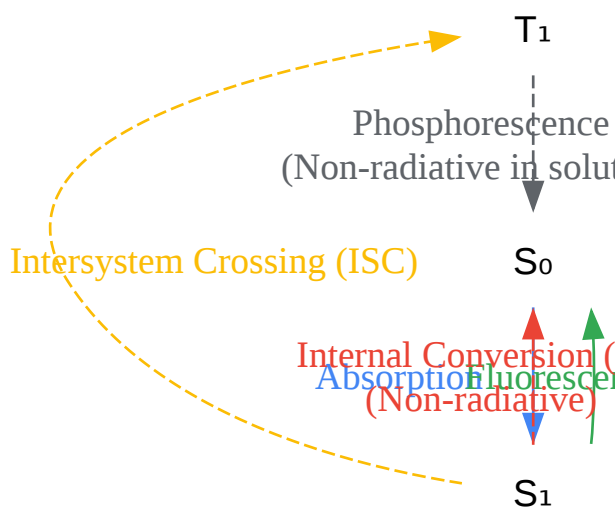 T₁
Phosphorescence
(Non-radiative in solut
Intersystem Crossing (ISC)
S₀
Internal Conversion (
Absorption
Fluorescen
(Non-radiative)
S₁